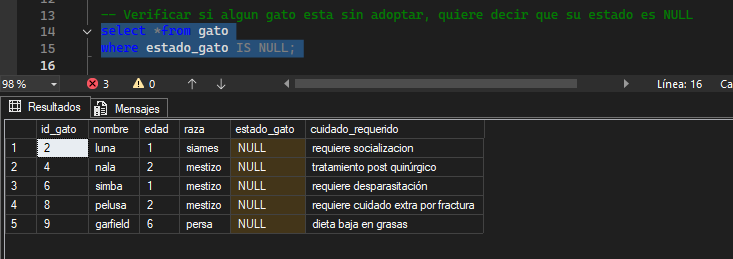 13 -- Verificar si algun gato esta sin adoptar, quiere decir que su estado es NULL
14 select *from gato
15 where estado_gato IS NULL;
16
98 % 3 0 Línea: 16 Ca
Resultados Mensajes
id_gato nombre edad raza estado_gato cuidado_requerido
1 2 luna 1 siames NULL requiere socializacion
2 4 nala 2 mestizo NULL tratamiento post quirúrgico
3 6 simba 1 mestizo NULL requiere desparasitación
4 8 pelusa 2 mestizo NULL requiere cuidado extra por fractura
5 9 garfield 6 persa NULL dieta baja en grasas